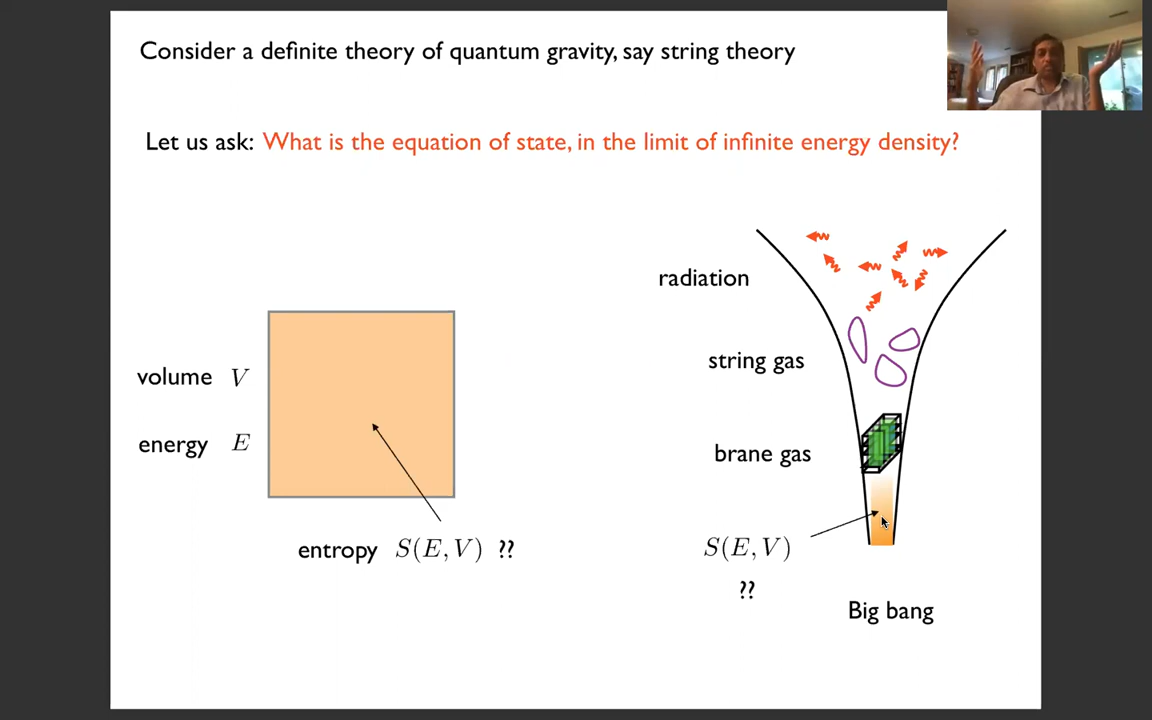 Consider a definite theory of quantum gravity, say string theory
Let us ask: What is the equation of state, in the limit of infinite energy density?
volume V
energy E
entropy S(E, V) ??
radiation
string gas
brane gas
S(E, V)
??
Big bang